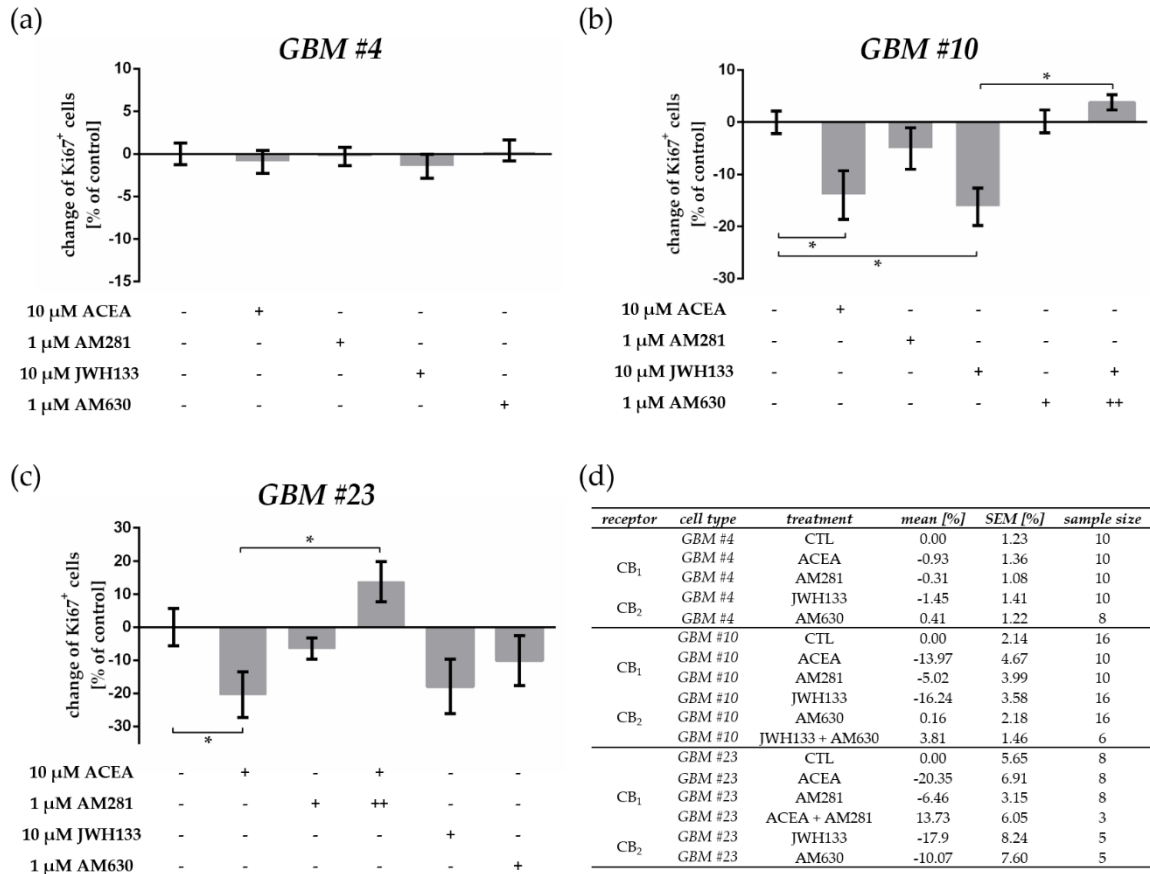 (a)
GBM #4
change of Ki67+ cells
[% of control]
10
5
0
-5
-10
-15
10 μM ACEA - + - - -
1 μM AM281 - - + - -
10 μM JWH133 - - - + -
1 μM AM630 - - - - +
(b)
GBM #10
change of Ki67+ cells
[% of control]
10
0
-10
-20
-30
*
*
*
10 μM ACEA - + - - - -
1 μM AM281 - - + - - -
10 μM JWH133 - - - + - +
1 μM AM630 - - - - + ++
(c)
GBM #23
change of Ki67+ cells
[% of control]
30
20
10
0
-10
-20
-30
*
*
10 μM ACEA - + - + - -
1 μM AM281 - - + ++ - -
10 μM JWH133 - - - - + -
1 μM AM630 - - - - - +
(d)
receptor cell type treatment mean [%] SEM [%] sample size
GBM #4 CTL 0.00 1.23 10
CB1 GBM #4 ACEA -0.93 1.36 10
GBM #4 AM281 -0.31 1.08 10
CB2 GBM #4 JWH133 -1.45 1.41 10
GBM #4 AM630 0.41 1.22 8
GBM #10 CTL 0.00 2.14 16
CB1 GBM #10 ACEA -13.97 4.67 10
GBM #10 AM281 -5.02 3.99 10
GBM #10 JWH133 -16.24 3.58 16
CB2 GBM #10 AM630 0.16 2.18 16
GBM #10 JWH133 + AM630 3.81 1.46 6
GBM #23 CTL 0.00 5.65 8
GBM #23 ACEA -20.35 6.91 8
CB1 GBM #23 AM281 -6.46 3.15 8
GBM #23 ACEA + AM281 13.73 6.05 3
CB2 GBM #23 JWH133 -17.9 8.24 5
GBM #23 AM630 -10.07 7.60 5